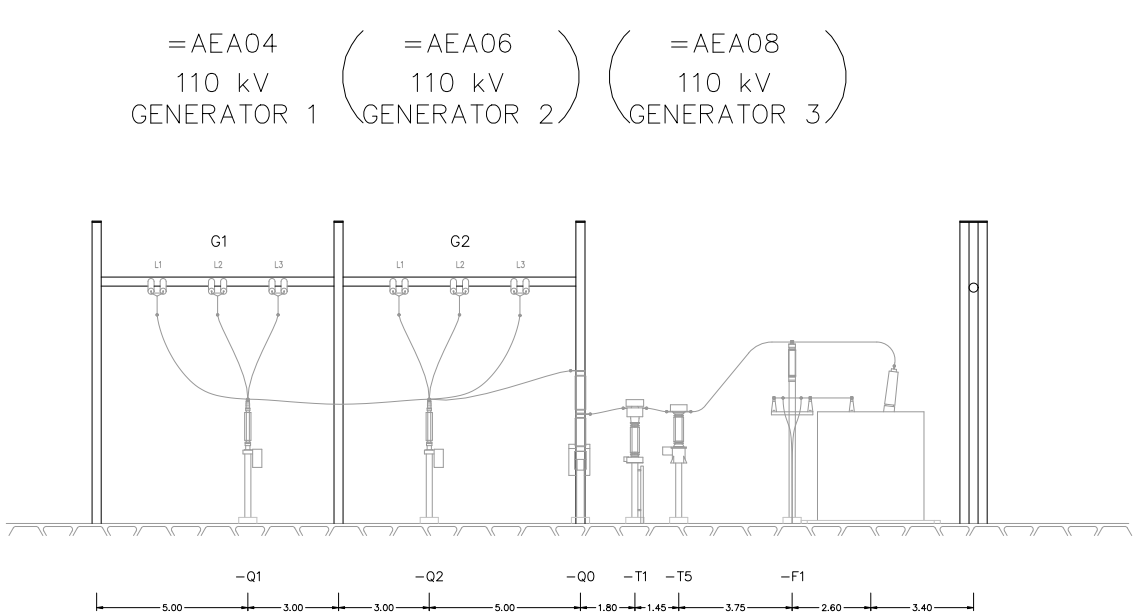 =AEA04
110 kV
GENERATOR 1
=AEA06
110 kV
GENERATOR 2
=AEA08
110 kV
GENERATOR 3
G1 G2
L1 L2 L3 L1 L2 L3
-Q1 -Q2 -Q0 -T1 -T5 -F1
5.00 3.00 3.00 5.00 1.80 1.45 3.75 2.60 3.40